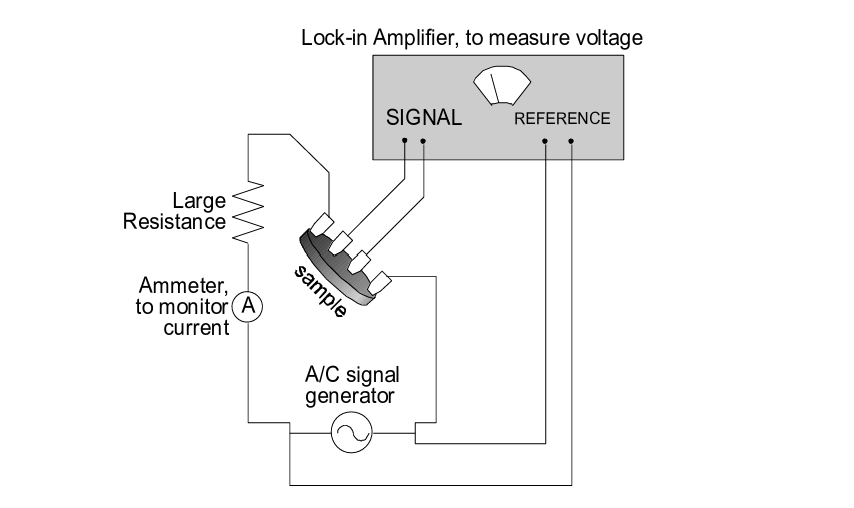 Lock-in Amplifier, to measure voltage
SIGNAL
REFERENCE
Large
Resistance
Ammeter,
to monitor
current
A
sample
A/C signal
generator